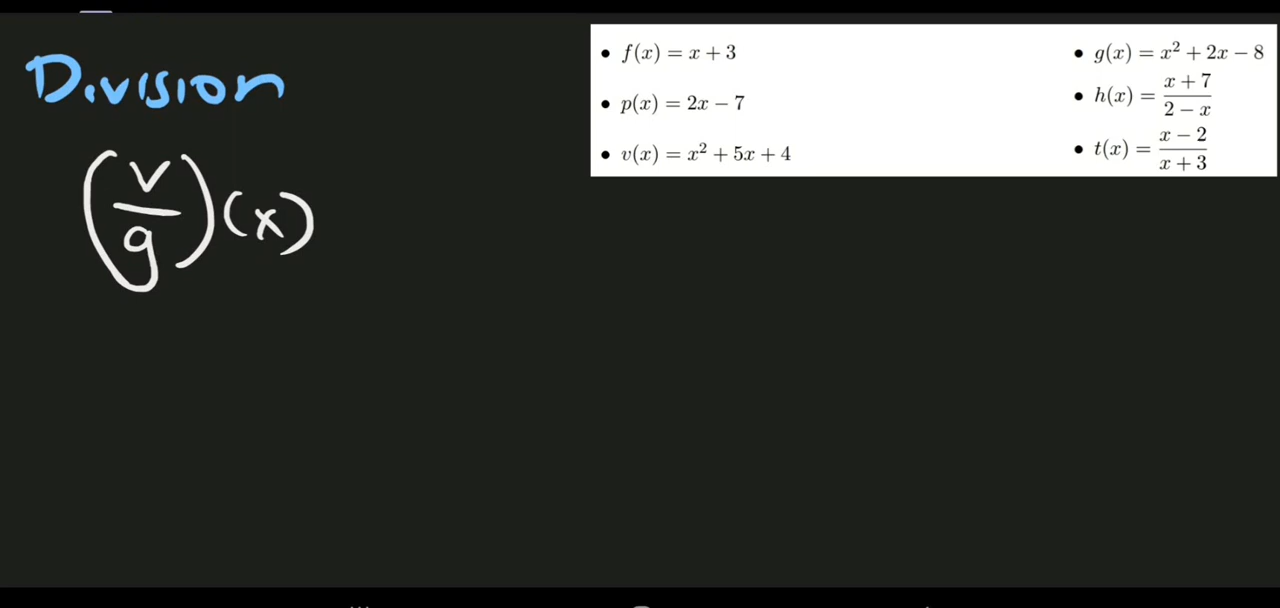 Division
(v/g)(x)
• f(x) = x + 3
• p(x) = 2x − 7
• v(x) = x² + 5x + 4
• g(x) = x² + 2x − 8
• h(x) = (x + 7)/(2 − x)
• t(x) = (x − 2)/(x + 3)